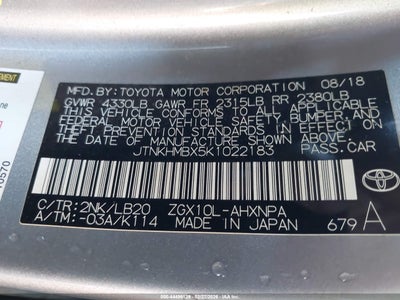 MFD. BY: TOYOTA MOTOR CORPORATION 08/18
GVWR 4330LB GAWR FR 2315LB RR 2380LB
THIS VEHICLE CONFORMS TO ALL APPLICABLE
FEDERAL MOTOR VEHICLE SAFETY, BUMPER, AND
THEFT PREVENTION STANDARDS IN EFFECT ON
THE DATE OF MANUFACTURE SHOWN ABOVE.
JTNKHMBX5K1022183 PASS.CAR
C/TR: 2NK/LB20 ZGX10L-AHXNPA
A/TM: -03A/K114 MADE IN JAPAN 679 A
TOYOTA